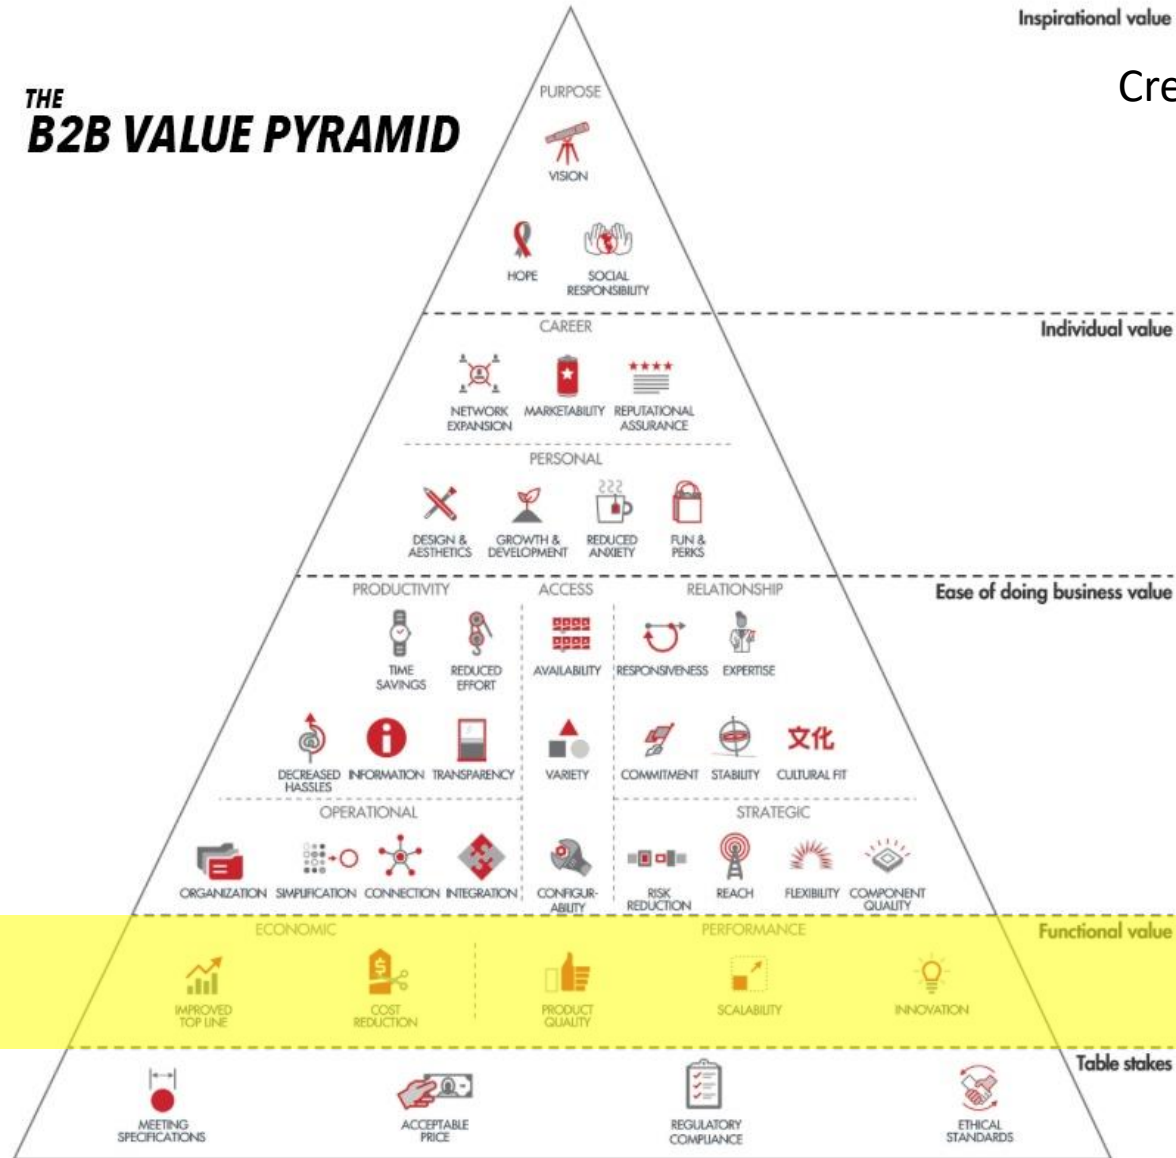 Inspirational value
Cre
THE
B2B VALUE PYRAMID
PURPOSE
VISION
HOPE
SOCIAL
RESPONSIBILITY
Individual value
CAREER
NETWORK
EXPANSION
MARKETABILITY
REPUTATIONAL
ASSURANCE
PERSONAL
DESIGN &
AESTHETICS
GROWTH &
DEVELOPMENT
REDUCED
ANXIETY
FUN &
PERKS
Ease of doing business value
PRODUCTIVITY
ACCESS
RELATIONSHIP
TIME
SAVINGS
REDUCED
EFFORT
AVAILABILITY
RESPONSIVENESS
EXPERTISE
DECREASED
HASSLES
INFORMATION
TRANSPARENCY
VARIETY
COMMITMENT
STABILITY
文化
CULTURAL FIT
OPERATIONAL
STRATEGIC
ORGANIZATION
SIMPLIFICATION
CONNECTION
INTEGRATION
CONFIGUR-
ABILITY
RISK
REDUCTION
REACH
FLEXIBILITY
COMPONENT
QUALITY
Functional value
ECONOMIC
PERFORMANCE
IMPROVED
TOP LINE
COST
REDUCTION
PRODUCT
QUALITY
SCALABILITY
INNOVATION
Table stakes
MEETING
SPECIFICATIONS
ACCEPTABLE
PRICE
REGULATORY
COMPLIANCE
ETHICAL
STANDARDS